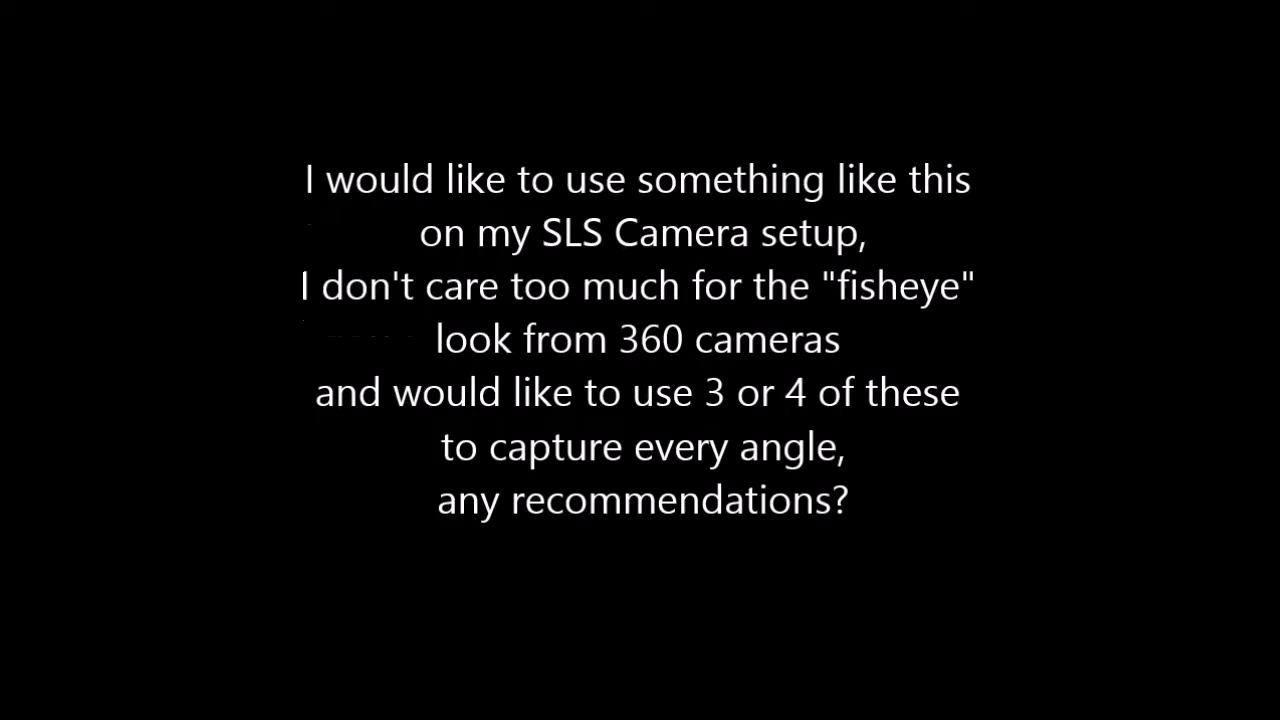 I would like to use something like this
on my SLS Camera setup,
I don't care too much for the "fisheye"
look from 360 cameras
and would like to use 3 or 4 of these
to capture every angle,
any recommendations?